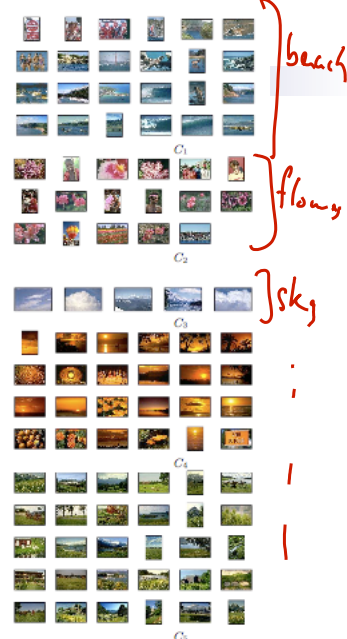 beach
C₁
flowers
C₂
sky
C₃
C₄
C₅